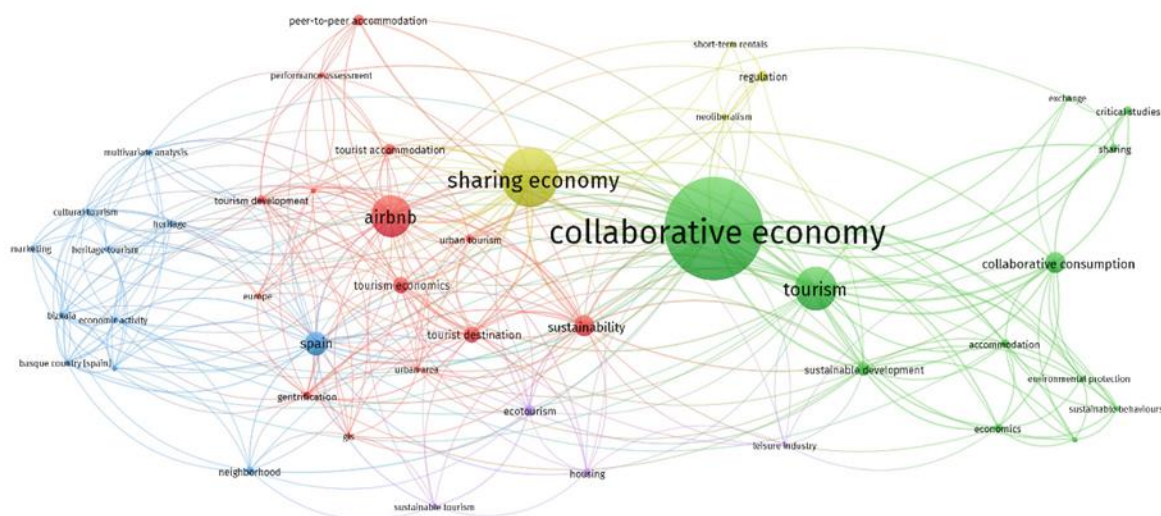 peer-to-peer accommodation
short-term rentals
performance assessment
regulation
exchange
critical studies
neoliberalism
sharing
multivariate analysis
tourist accommodation
sharing economy
tourism development
cultural tourism
heritage
airbnb
collaborative economy
urban tourism
marketing
heritage tourism
collaborative consumption
tourism economics
tourism
europe
bizkaia
economic activity
sustainability
tourist destination
spain
accommodation
basque country [spain]
urban area
sustainable development
environmental protection
gentrification
ecotourism
sustainable behaviours
economics
gis
leisure industry
neighborhood
housing
sustainable tourism